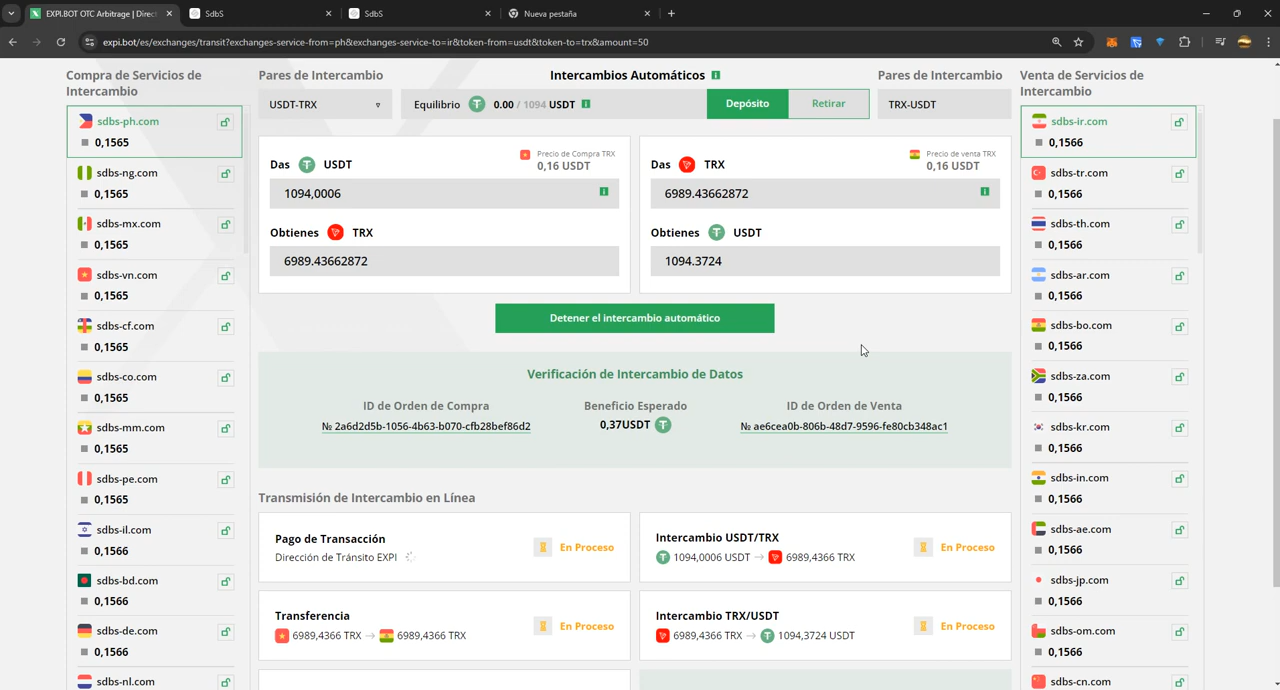 EXPI.BOT OTC Arbitrage | Direct
SdbS
SdbS
Nueva pestaña
expi.bot/es/exchanges/transit?exchanges-service-from=ph&exchanges-service-to=ir&token-from=usdt&token-to=trx&amount=50
Compra de Servicios de
Intercambio
sdbs-ph.com
0,1565
sdbs-ng.com
0,1565
sdbs-mx.com
0,1565
sdbs-vn.com
0,1565
sdbs-cf.com
0,1565
sdbs-co.com
0,1565
sdbs-mm.com
0,1565
sdbs-pe.com
0,1565
sdbs-il.com
0,1566
sdbs-bd.com
0,1566
sdbs-de.com
0,1566
sdbs-nl.com
Pares de Intercambio
USDT-TRX
Intercambios Automáticos
Equilibrio 0.00 / 1094 USDT
Depósito
Retirar
Pares de Intercambio
TRX-USDT
Das USDT
Precio de Compra TRX
0,16 USDT
1094,0006
Obtienes TRX
6989.43662872
Das TRX
Precio de venta TRX
0,16 USDT
6989.43662872
Obtienes USDT
1094.3724
Detener el intercambio automático
Verificación de Intercambio de Datos
ID de Orden de Compra
№ 2a6d2d5b-1056-4b63-b070-cfb28bef86d2
Beneficio Esperado
0,37USDT
ID de Orden de Venta
№ ae6cea0b-806b-48d7-9596-fe80cb348ac1
Transmisión de Intercambio en Línea
Pago de Transacción
Dirección de Tránsito EXPI
En Proceso
Intercambio USDT/TRX
1094,0006 USDT → 6989,4366 TRX
En Proceso
Transferencia
6989,4366 TRX → 6989,4366 TRX
En Proceso
Intercambio TRX/USDT
6989,4366 TRX → 1094,3724 USDT
En Proceso
Venta de Servicios de
Intercambio
sdbs-ir.com
0,1566
sdbs-tr.com
0,1566
sdbs-th.com
0,1566
sdbs-ar.com
0,1566
sdbs-bo.com
0,1566
sdbs-za.com
0,1566
sdbs-kr.com
0,1566
sdbs-in.com
0,1566
sdbs-ae.com
0,1566
sdbs-jp.com
0,1566
sdbs-om.com
0,1566
sdbs-cn.com